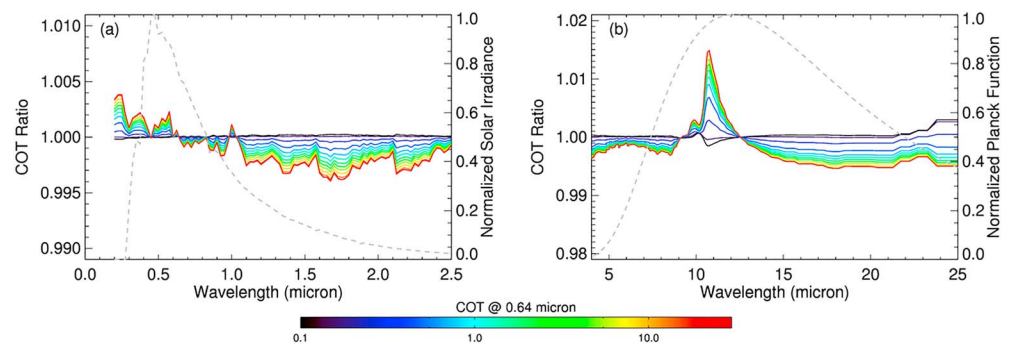 (a)
1.010
1.005
1.000
0.995
0.990
COT Ratio
0.0 0.5 1.0 1.5 2.0 2.5
Wavelength (micron)
1.0
0.8
0.6
0.4
0.2
0.0
Normalized Solar Irradiance
(b)
1.02
1.01
1.00
0.99
0.98
COT Ratio
5 10 15 20 25
Wavelength (micron)
1.0
0.8
0.6
0.4
0.2
0.0
Normalized Planck Function
COT @ 0.64 micron
0.1 1.0 10.0